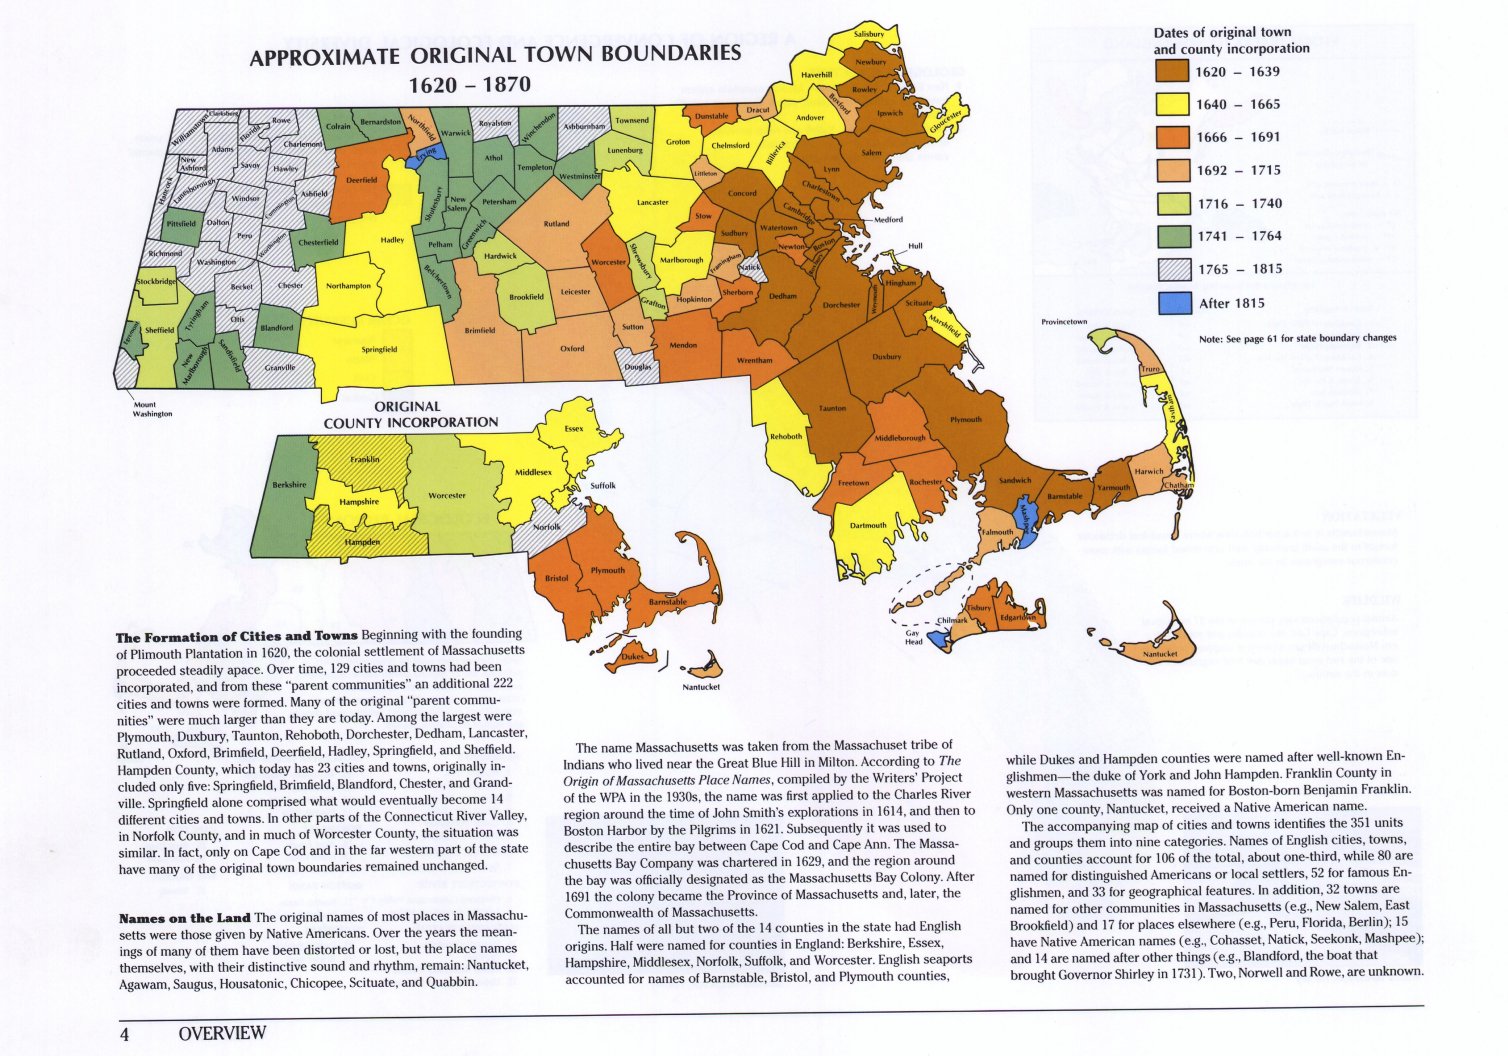 APPROXIMATE ORIGINAL TOWN BOUNDARIES
1620 – 1870
Dates of original town
and county incorporation
1620 – 1639
1640 – 1665
1666 – 1691
1692 – 1715
1716 – 1740
1741 – 1764
1765 – 1815
After 1815
Note: See page 61 for state boundary changes
Salisbury
Haverhill
Newbury
Rowley
Boxford
Ipswich
Gloucester
Andover
Salem
Lynn
Dracut
Dunstable
Chelmsford
Billerica
Groton
Townsend
Lunenburg
Ashburnham
Winchendon
Royalston
Warwick
Northfield
Bernardston
Colrain
Rowe
Clarksburg
Williamstown
Florida
Adams
Charlemont
New
Ashford
Savoy
Hawley
Hancock
Lanesborough
Windsor
Cummington
Ashfield
Deerfield
Erving
Athol
Templeton
Westminster
Littleton
Concord
Charlestown
Cambridge
Medford
Hull
Lancaster
Stow
Sudbury
Watertown
Newton
Boston
Rutland
Petersham
New
Salem
Shutesbury
Greenwich
Pelham
Hadley
Chesterfield
Pittsfield
Dalton
Peru
Worthington
Richmond
Washington
Hardwick
Worcester
Shrewsbury
Marlborough
Framingham
Natick
Stockbridge
Becket
Chester
Northampton
Belchertown
Brookfield
Leicester
Grafton
Hopkinton
Sherborn
Dedham
Dorchester
Weymouth
Hingham
Scituate
Marshfield
Egremont
Sheffield
Tyringham
Otis
Blandford
Brimfield
Sutton
Oxford
Mendon
Wrentham
Duxbury
New
Marlborough
Sandisfield
Granville
Springfield
Douglas
Mount
Washington
Provincetown
Truro
Eastham
Taunton
Plymouth
Rehoboth
Middleborough
Freetown
Rochester
Dartmouth
Sandwich
Barnstable
Yarmouth
Harwich
Chatham
Mashpee
Falmouth
Gay
Head
Chilmark
Tisbury
Edgartown
Nantucket
ORIGINAL
COUNTY INCORPORATION
Essex
Middlesex
Franklin
Berkshire
Hampshire
Worcester
Suffolk
Norfolk
Hampden
Bristol
Plymouth
Barnstable
Dukes
Nantucket
The Formation of Cities and Towns Beginning with the founding
of Plimouth Plantation in 1620, the colonial settlement of Massachusetts
proceeded steadily apace. Over time, 129 cities and towns had been
incorporated, and from these “parent communities” an additional 222
cities and towns were formed. Many of the original “parent commu-
nities” were much larger than they are today. Among the largest were
Plymouth, Duxbury, Taunton, Rehoboth, Dorchester, Dedham, Lancaster,
Rutland, Oxford, Brimfield, Deerfield, Hadley, Springfield, and Sheffield.
Hampden County, which today has 23 cities and towns, originally in-
cluded only five: Springfield, Brimfield, Blandford, Chester, and Grand-
ville. Springfield alone comprised what would eventually become 14
different cities and towns. In other parts of the Connecticut River Valley,
in Norfolk County, and in much of Worcester County, the situation was
similar. In fact, only on Cape Cod and in the far western part of the state
have many of the original town boundaries remained unchanged.
Names on the Land The original names of most places in Massachu-
setts were those given by Native Americans. Over the years the mean-
ings of many of them have been distorted or lost, but the place names
themselves, with their distinctive sound and rhythm, remain: Nantucket,
Agawam, Saugus, Housatonic, Chicopee, Scituate, and Quabbin.
The name Massachusetts was taken from the Massachuset tribe of
Indians who lived near the Great Blue Hill in Milton. According to The
Origin of Massachusetts Place Names, compiled by the Writers' Project
of the WPA in the 1930s, the name was first applied to the Charles River
region around the time of John Smith's explorations in 1614, and then to
Boston Harbor by the Pilgrims in 1621. Subsequently it was used to
describe the entire bay between Cape Cod and Cape Ann. The Massa-
chusetts Bay Company was chartered in 1629, and the region around
the bay was officially designated as the Massachusetts Bay Colony. After
1691 the colony became the Province of Massachusetts and, later, the
Commonwealth of Massachusetts.
The names of all but two of the 14 counties in the state had English
origins. Half were named for counties in England: Berkshire, Essex,
Hampshire, Middlesex, Norfolk, Suffolk, and Worcester. English seaports
accounted for names of Barnstable, Bristol, and Plymouth counties,
while Dukes and Hampden counties were named after well-known En-
glishmen—the duke of York and John Hampden. Franklin County in
western Massachusetts was named for Boston-born Benjamin Franklin.
Only one county, Nantucket, received a Native American name.
The accompanying map of cities and towns identifies the 351 units
and groups them into nine categories. Names of English cities, towns,
and counties account for 106 of the total, about one-third, while 80 are
named for distinguished Americans or local settlers, 52 for famous En-
glishmen, and 33 for geographical features. In addition, 32 towns are
named for other communities in Massachusetts (e.g., New Salem, East
Brookfield) and 17 for places elsewhere (e.g., Peru, Florida, Berlin); 15
have Native American names (e.g., Cohasset, Natick, Seekonk, Mashpee);
and 14 are named after other things (e.g., Blandford, the boat that
brought Governor Shirley in 1731). Two, Norwell and Rowe, are unknown.
4 OVERVIEW